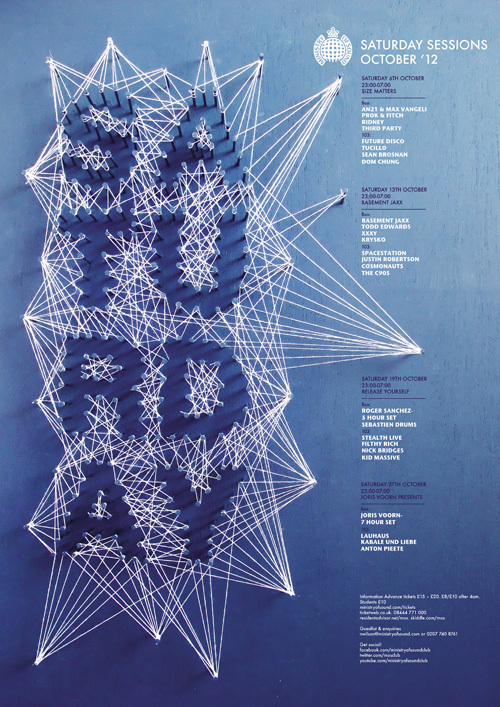 SA
TU
RD
AY
SATURDAY SESSIONS
OCTOBER '12
SATURDAY 6TH OCTOBER
23:00-07:00
SIZE MATTERS
Box:
AN21 & MAX VANGELI
PROK & FITCH
RIDNEY
THIRD PARTY
103:
FUTURE DISCO
TUCILLO
SEAN BROSNAN
DOM CHUNG
SATURDAY 13TH OCTOBER
23:00-07:00
BASEMENT JAXX
Box:
BASEMENT JAXX
TODD EDWARDS
XXXY
KRYSKO
103:
SPACESTATION
JUSTIN ROBERTSON
COSMONAUTS
THE C90S
SATURDAY 19TH OCTOBER
23:00-07:00
RELEASE YOURSELF
Box:
ROGER SANCHEZ-
5 HOUR SET
SEBASTIEN DRUMS
103:
STEALTH LIVE
FILTHY RICH
NICK BRIDGES
KID MASSIVE
SATURDAY 27TH OCTOBER
23:00-07:00
JORIS VOORN PRESENTS
Box:
JORIS VOORN-
7 HOUR SET
103:
LAUHAUS
KABALE UND LIEBE
ANTON PIEETE
Information Advance tickets £15 – £20. £8/£10 after 4am.
Students £10
ministryofsound.com/tickets
ticketweb.co.uk. 08444 771 000
residentadvisor.net/mos. skiddle.com/mos
Guestlist & enquiries
nwilson@ministryofsound.com or 0207 740 8761
Get social!
facebook.com/ministryofsoundclub
twitter.com/mosclub
youtube.com/ministryofsoundclub